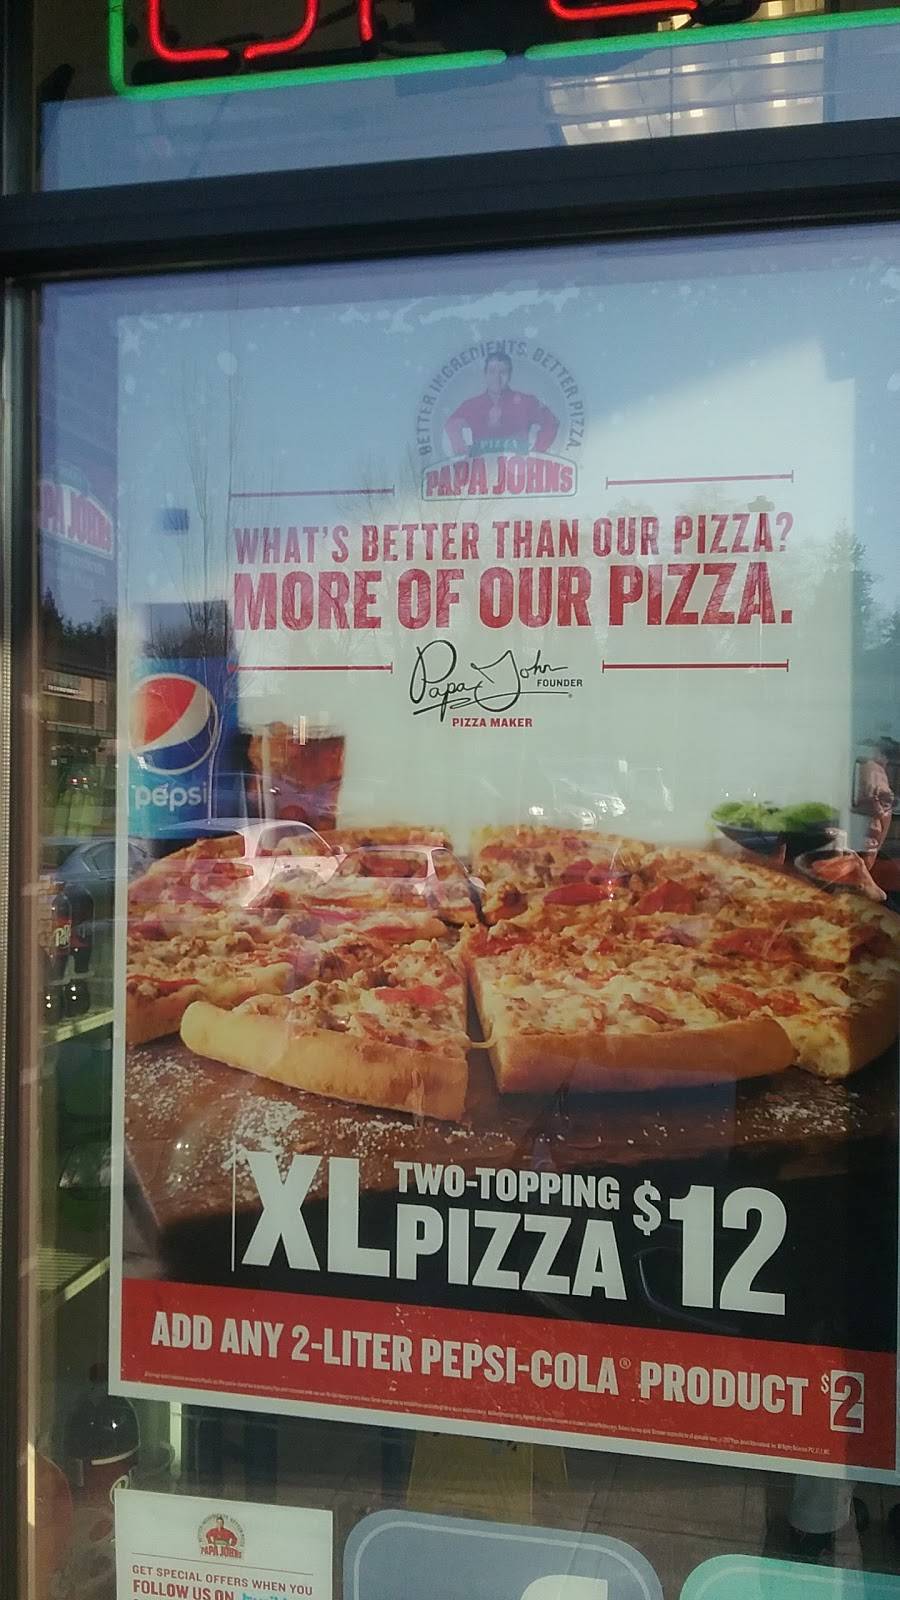 BETTER INGREDIENTS. BETTER PIZZA.
PIZZA
PAPA JOHNS
WHAT'S BETTER THAN OUR PIZZA?
MORE OF OUR PIZZA.
Papa John
FOUNDER
PIZZA MAKER
pepsi
XL TWO-TOPPING PIZZA $12
ADD ANY 2-LITER PEPSI-COLA® PRODUCT $2
PAPA JOHNS
GET SPECIAL OFFERS WHEN YOU
FOLLOW US ON